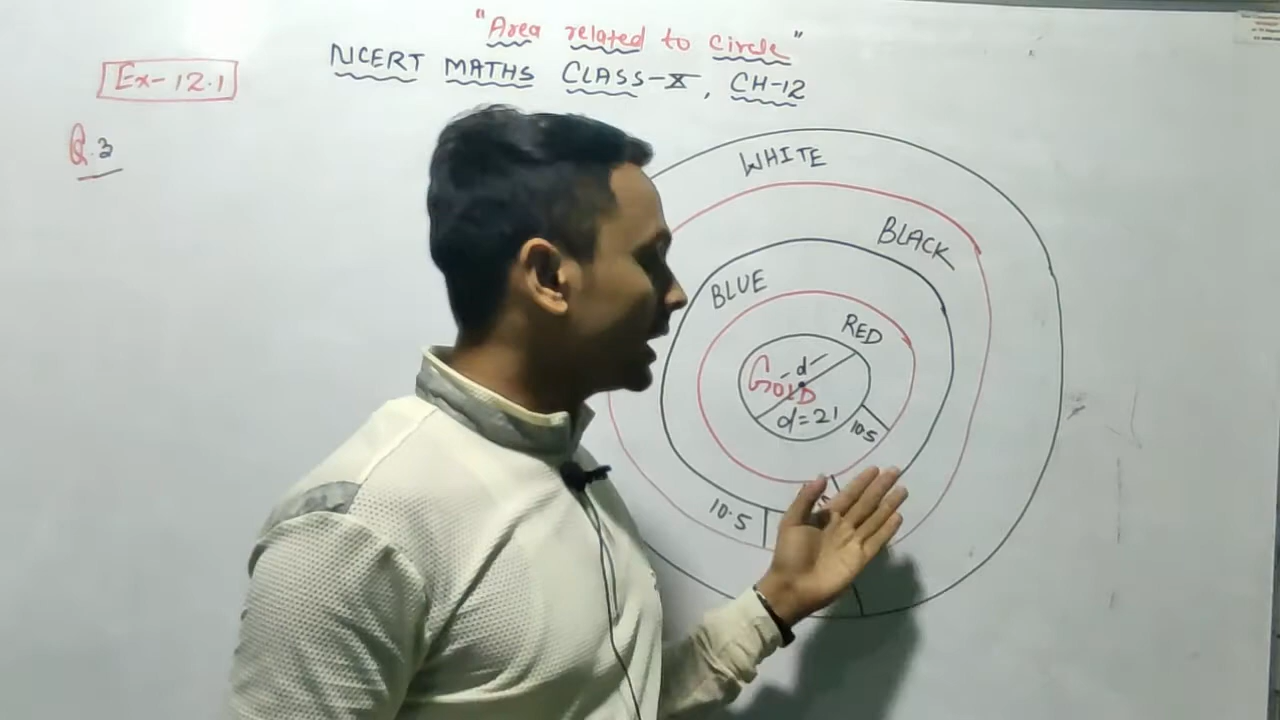 "Area related to circle"
NCERT MATHS CLASS-X, CH-12
Ex-12.1
Q.3
WHITE
BLACK
BLUE
RED
d
GOLD
d=21
10.5
10.5